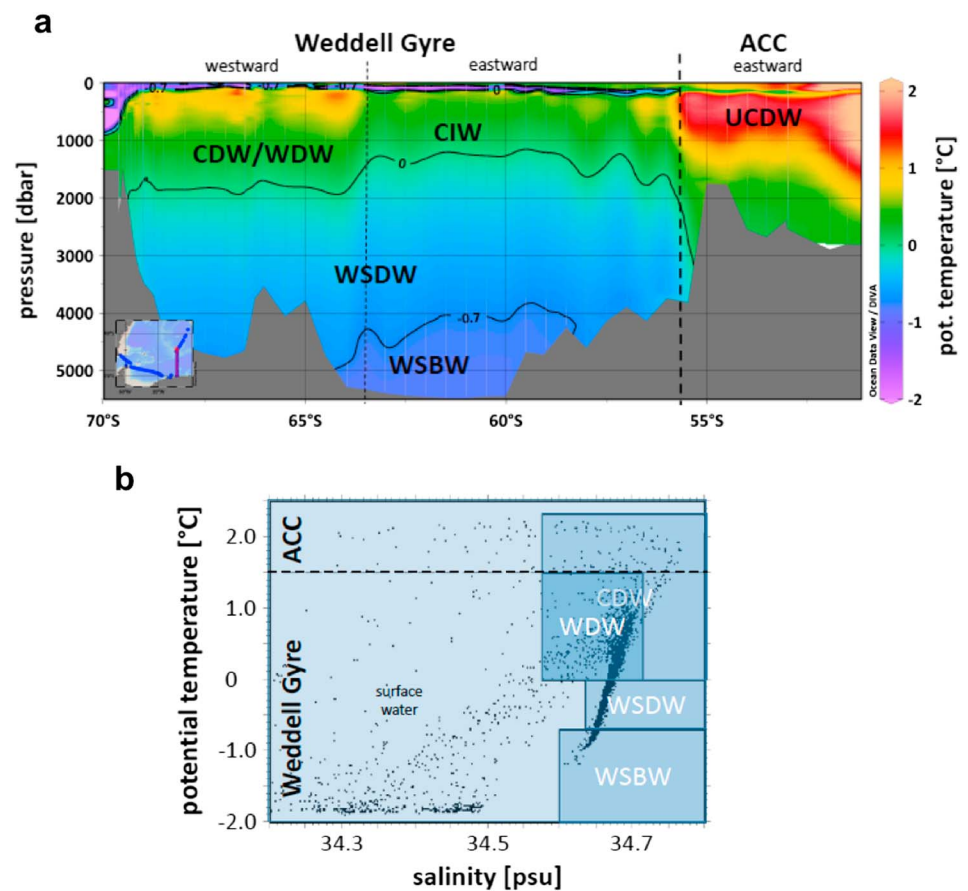 a
Weddell Gyre
ACC
westward
eastward
eastward
0
1000
2000
3000
4000
5000
pressure [dbar]
-0.7
-0.7
-0.7
0
CDW/WDW
CIW
UCDW
0
WSDW
-0.7
WSBW
70°S
65°S
60°S
55°S
Ocean Data View / DIVA
2
1
0
-1
-2
pot. temperature [°C]
b
potential temperature [°C]
2.0
1.0
0
-1.0
-2.0
ACC
Weddell Gyre
surface
water
CDW
WDW
WSDW
WSBW
34.3
34.5
34.7
salinity [psu]